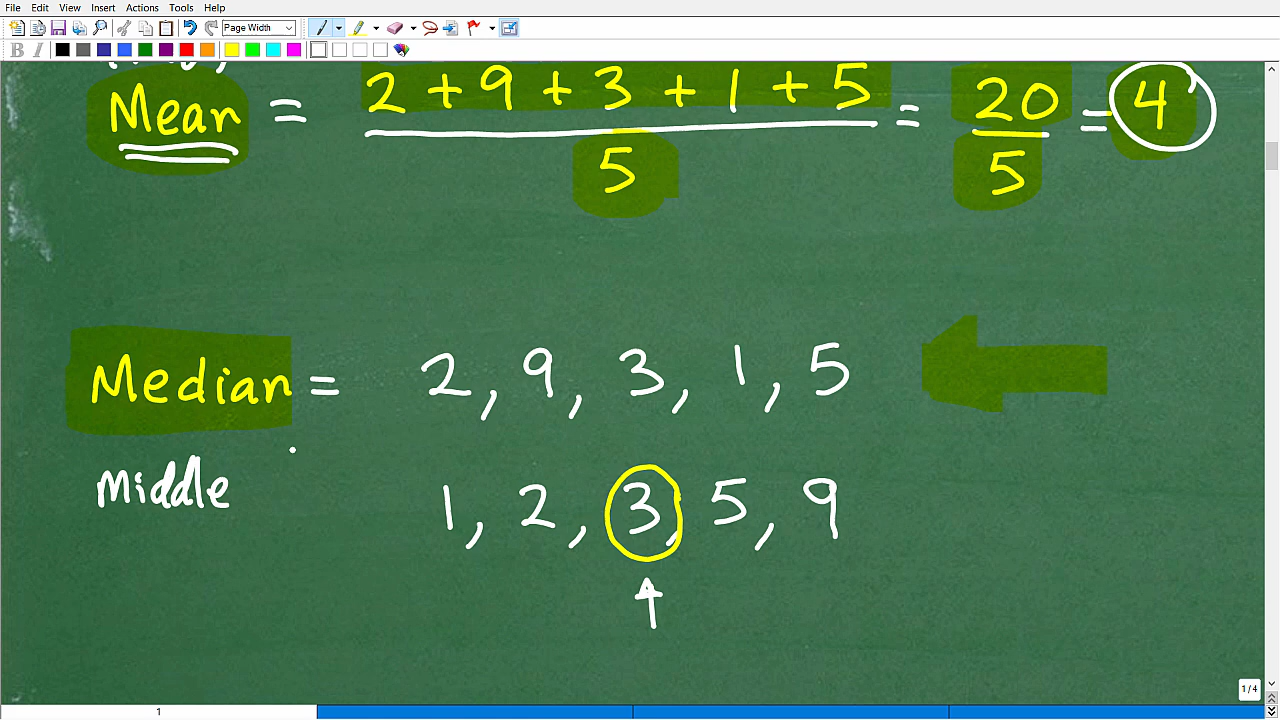 File Edit View Insert Actions Tools Help
Page Width
B I
Mean = 2 + 9 + 3 + 1 + 5 = 20 = 4
5 5
Median = 2, 9, 3, 1, 5
Middle
1, 2, 3, 5, 9
1/4
1